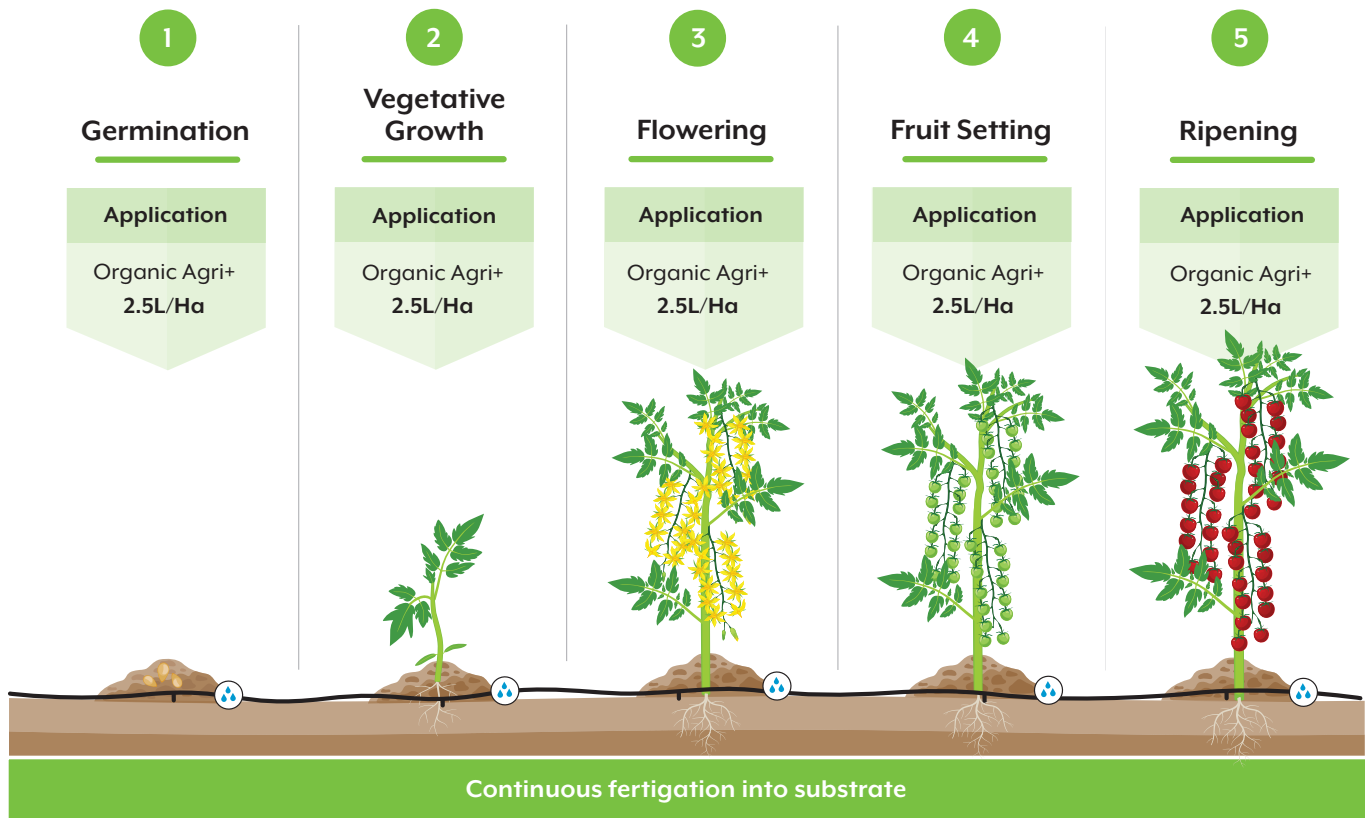 1
Germination
Application
Organic Agri+
2.5L/Ha
2
Vegetative
Growth
Application
Organic Agri+
2.5L/Ha
3
Flowering
Application
Organic Agri+
2.5L/Ha
4
Fruit Setting
Application
Organic Agri+
2.5L/Ha
5
Ripening
Application
Organic Agri+
2.5L/Ha
Continuous fertigation into substrate